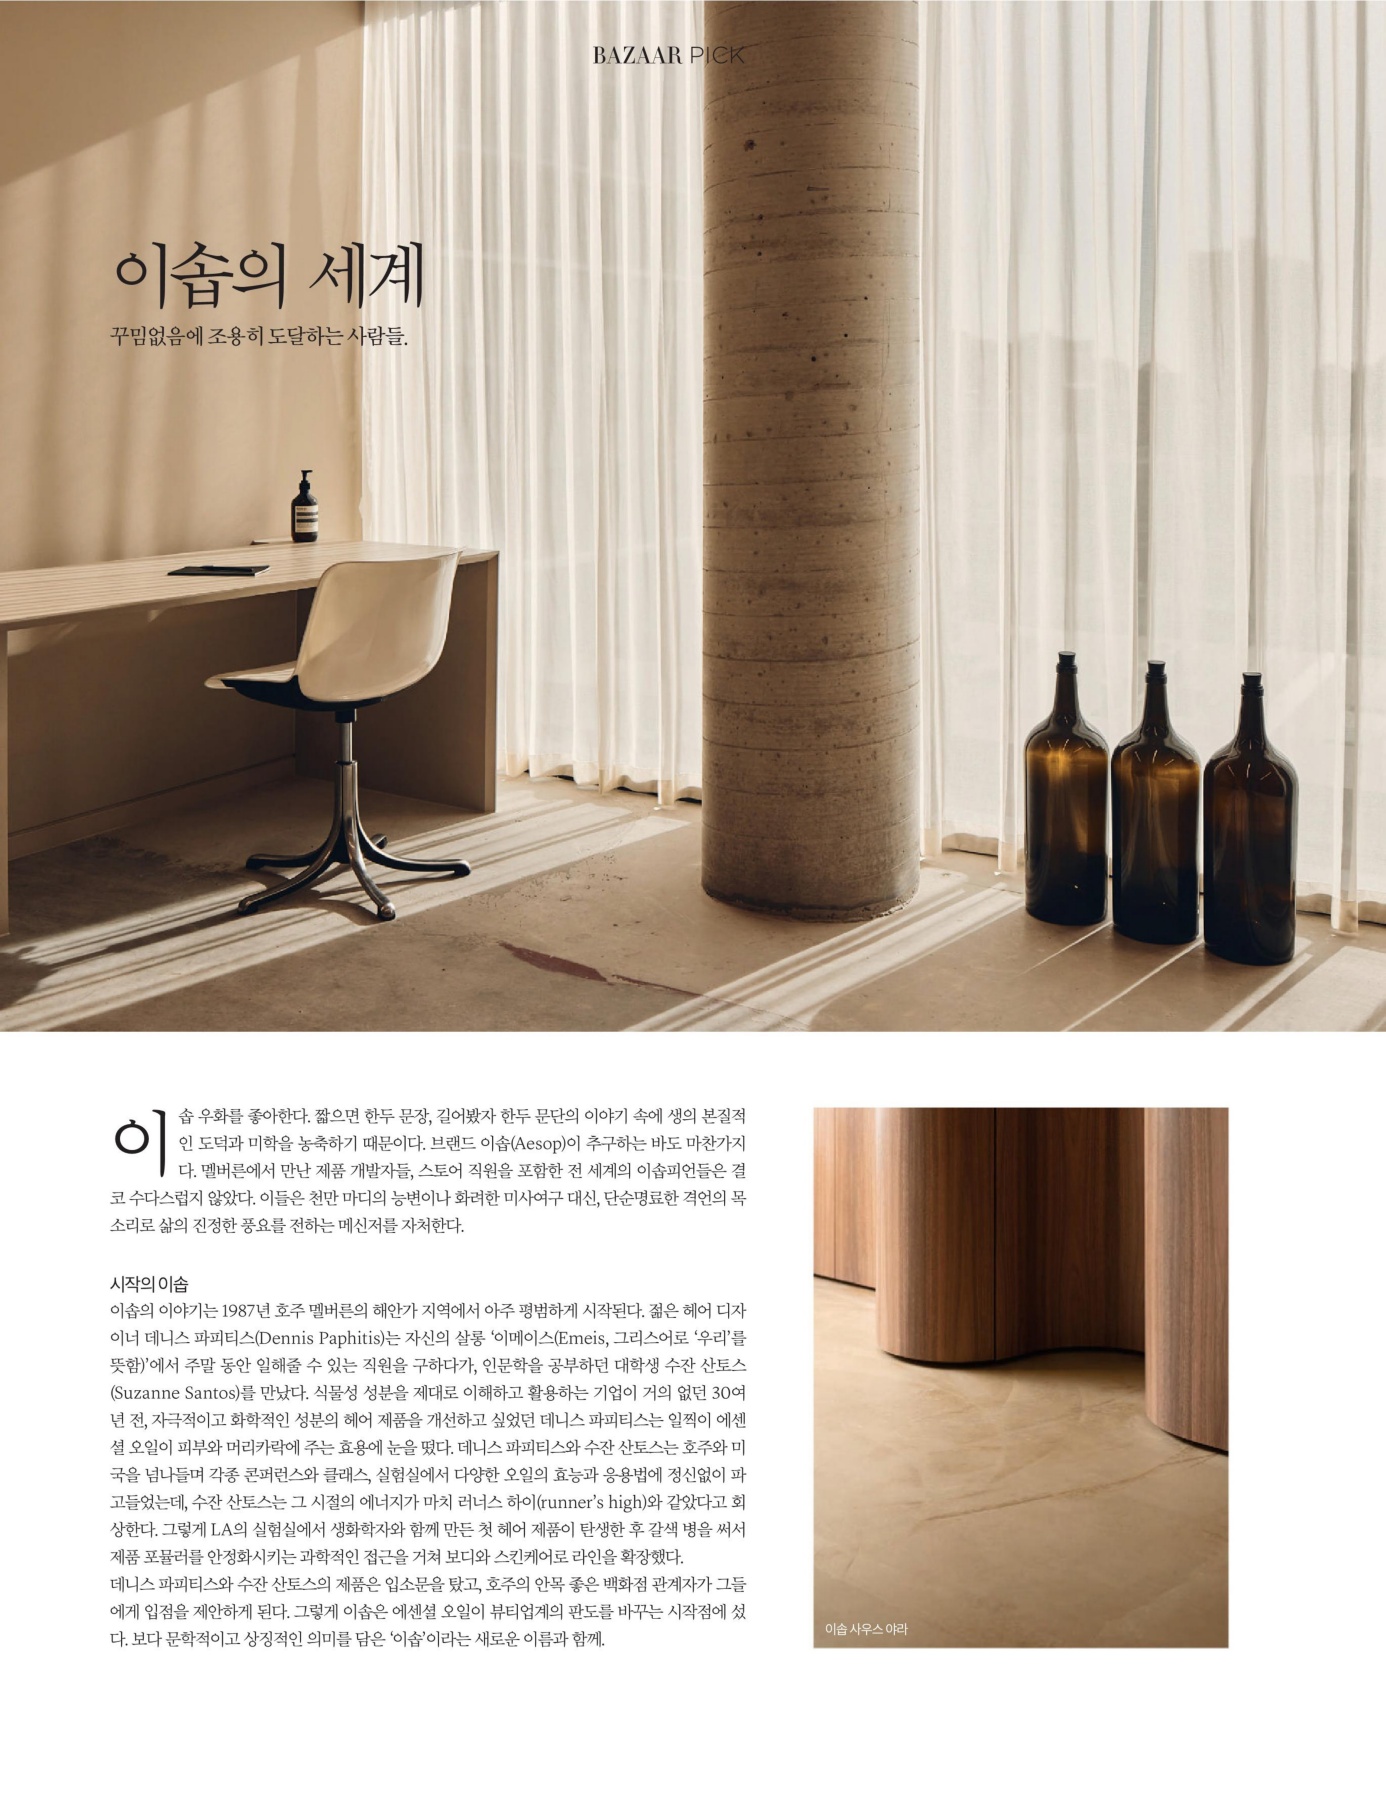 BAZAAR PICK
이솝의 세계
꾸밈없음에 조용히 도달하는 사람들.
이솝 우화를 좋아한다. 짧으면 한두 문장, 길어봤자 한두 문단의 이야기 속에 생의 본질적
인 도덕과 미학을 농축하기 때문이다. 브랜드 이솝(Aesop)이 추구하는 바도 마찬가지
다. 멜버른에서 만난 제품 개발자들, 스토어 직원을 포함한 전 세계의 이솝피언들은 결
코 수다스럽지 않았다. 이들은 천만 마디의 능변이나 화려한 미사여구 대신, 단순명료한 격언의 목
소리로 삶의 진정한 풍요를 전하는 메신저를 자처한다.
시작의 이솝
이솝의 이야기는 1987년 호주 멜버른의 해안가 지역에서 아주 평범하게 시작된다. 젊은 헤어 디자
이너 데니스 파피티스(Dennis Paphitis)는 자신의 살롱 ‘이메이스(Emeis, 그리스어로 ‘우리’를
뜻함)’에서 주말 동안 일해줄 수 있는 직원을 구하다가, 인문학을 공부하던 대학생 수잔 산토스
(Suzanne Santos)를 만났다. 식물성 성분을 제대로 이해하고 활용하는 기업이 거의 없던 30여
년 전, 자극적이고 화학적인 성분의 헤어 제품을 개선하고 싶었던 데니스 파피티스는 일찍이 에센
셜 오일이 피부와 머리카락에 주는 효용에 눈을 떴다. 데니스 파피티스와 수잔 산토스는 호주와 미
국을 넘나들며 각종 콘퍼런스와 클래스, 실험실에서 다양한 오일의 효능과 응용법에 정신없이 파
고들었는데, 수잔 산토스는 그 시절의 에너지가 마치 러너스 하이(runner’s high)와 같았다고 회
상한다. 그렇게 LA의 실험실에서 생화학자와 함께 만든 첫 헤어 제품이 탄생한 후 갈색 병을 써서
제품 포뮬러를 안정화시키는 과학적인 접근을 거쳐 보디와 스킨케어로 라인을 확장했다.
데니스 파피티스와 수잔 산토스의 제품은 입소문을 탔고, 호주의 안목 좋은 백화점 관계자가 그들
에게 입점을 제안하게 된다. 그렇게 이솝은 에센셜 오일이 뷰티업계의 판도를 바꾸는 시작점에 섰
다. 보다 문학적이고 상징적인 의미를 담은 ‘이솝’이라는 새로운 이름과 함께.
이솝 사우스 야라